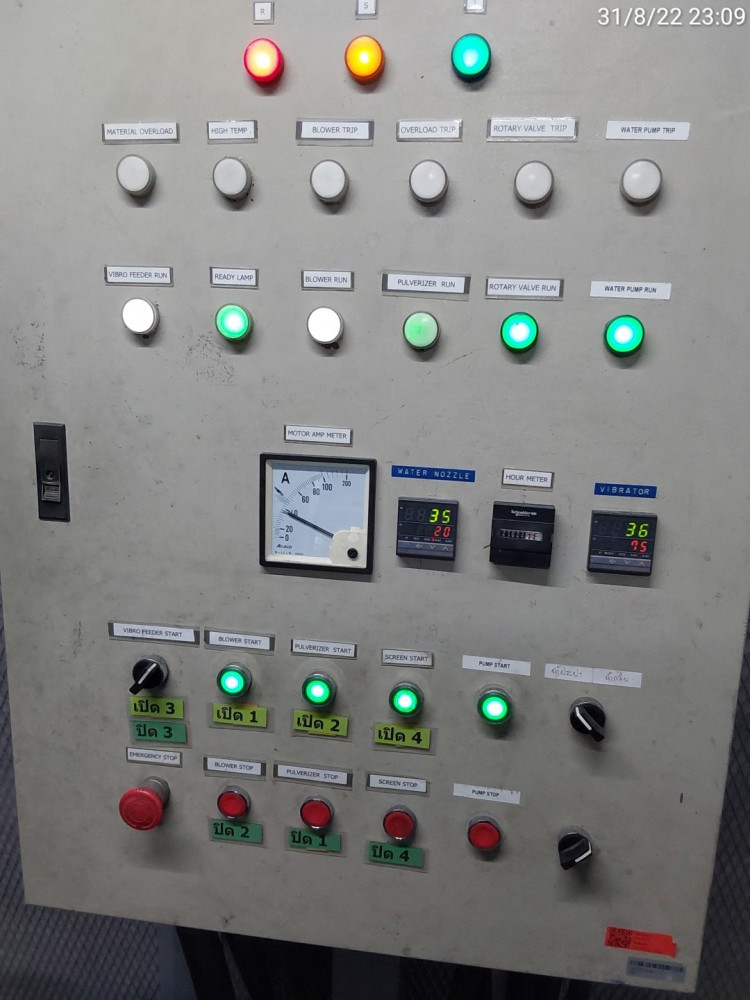 31/8/22 23:09
R
S
MATERIAL OVERLOAD
HIGH TEMP
BLOWER TRIP
OVERLOAD TRIP
ROTARY VALVE TRIP
WATER PUMP TRIP
VIBRO FEEDER RUN
READY LAMP
BLOWER RUN
PULVERIZER RUN
ROTARY VALVE RUN
WATER PUMP RUN
MOTOR AMP METER
WATER NOZZLE
HOUR METER
VIBRATOR
A
200
100
80
60
40
20
0
35
20
Schneider
36
75
VIBRO FEEDER START
BLOWER START
PULVERIZER START
SCREEN START
PUMP START
เปิด 3
เปิด 1
เปิด 2
เปิด 4
ปิด 3
EMERGENCY STOP
BLOWER STOP
PULVERIZER STOP
SCREEN STOP
PUMP STOP
ปิด 2
ปิด 1
ปิด 4